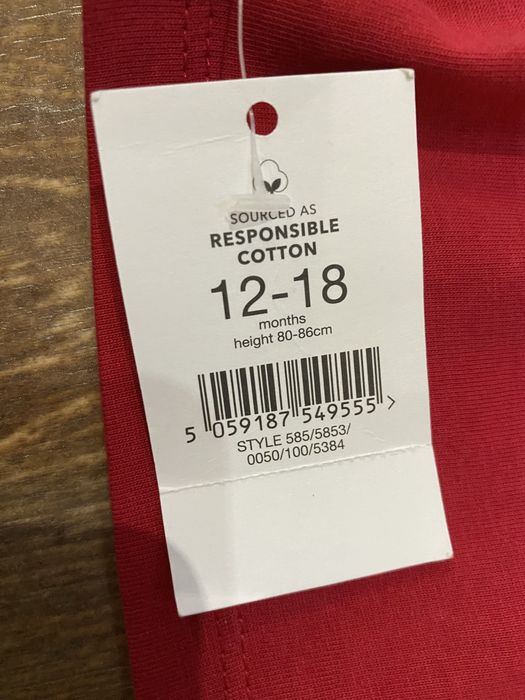 SOURCED AS
RESPONSIBLE
COTTON
12-18
months
height 80-86cm
5 059187 549555 >
STYLE 585/5853/
0050/100/5384